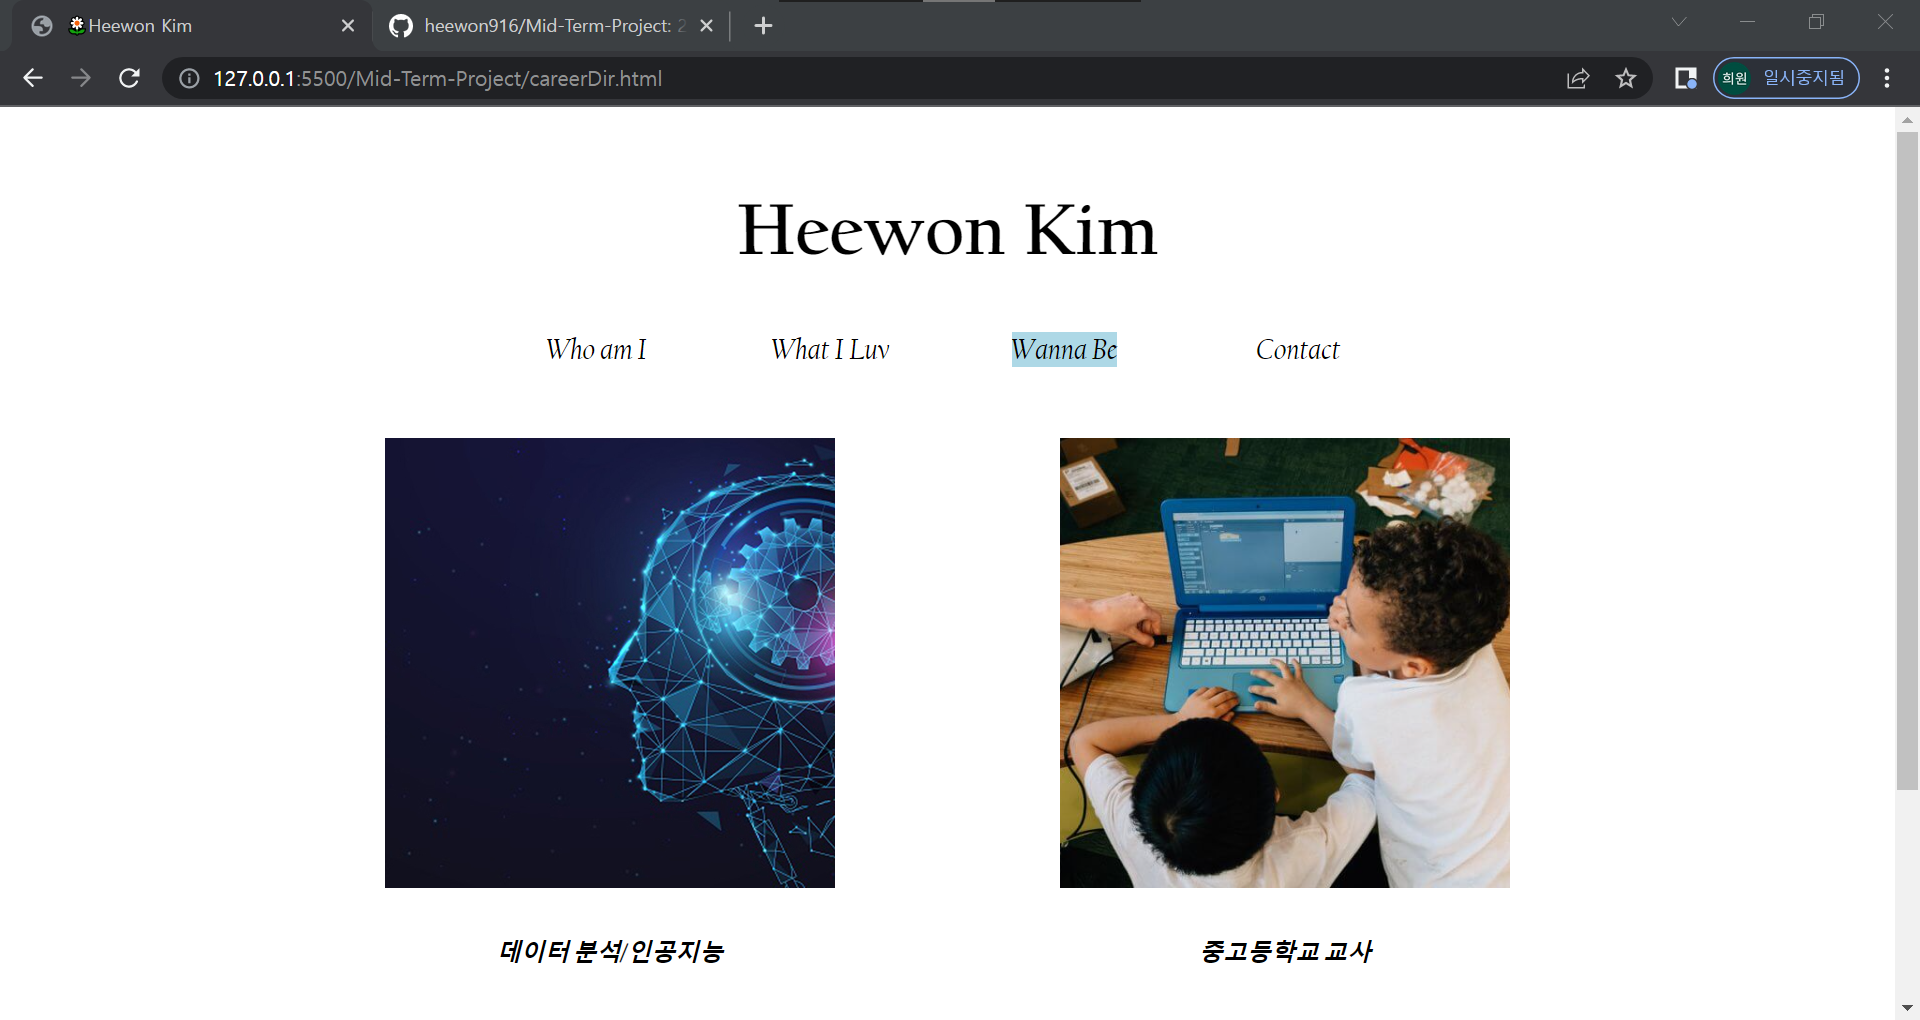 Heewon Kim
heewon916/Mid-Term-Project: 2
127.0.0.1:5500/Mid-Term-Project/careerDir.html
희원 일시중지됨
Heewon Kim
Who am I What I Luv Wanna Be Contact
데이터 분석/인공지능 중고등학교 교사